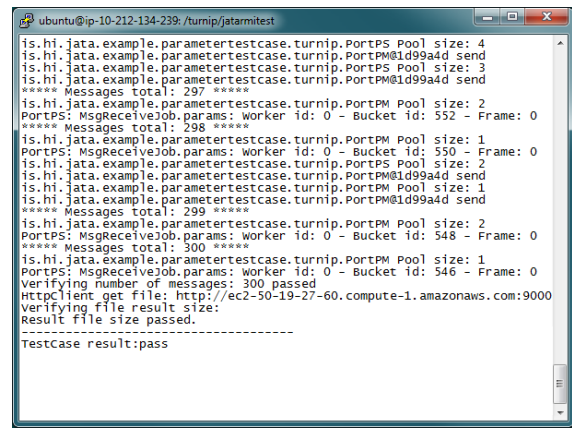 ubuntu@ip-10-212-134-239: /turnip/jatarmitest
is.hi.jata.example.parametertestcase.turnip.PortPS Pool size: 4
is.hi.jata.example.parametertestcase.turnip.PortPM@1d99a4d send
is.hi.jata.example.parametertestcase.turnip.PortPS Pool size: 3
is.hi.jata.example.parametertestcase.turnip.PortPM@1d99a4d send
***** Messages total: 297 *****
is.hi.jata.example.parametertestcase.turnip.PortPM Pool size: 2
PortPS: MsgReceiveJob.params: Worker id: 0 - Bucket id: 552 - Frame: 0
***** Messages total: 298 *****
is.hi.jata.example.parametertestcase.turnip.PortPM Pool size: 1
PortPS: MsgReceiveJob.params: Worker id: 0 - Bucket id: 550 - Frame: 0
is.hi.jata.example.parametertestcase.turnip.PortPS Pool size: 2
is.hi.jata.example.parametertestcase.turnip.PortPM@1d99a4d send
is.hi.jata.example.parametertestcase.turnip.PortPM Pool size: 1
is.hi.jata.example.parametertestcase.turnip.PortPM@1d99a4d send
***** Messages total: 299 *****
is.hi.jata.example.parametertestcase.turnip.PortPM Pool size: 2
PortPS: MsgReceiveJob.params: Worker id: 0 - Bucket id: 548 - Frame: 0
***** Messages total: 300 *****
is.hi.jata.example.parametertestcase.turnip.PortPM Pool size: 1
PortPS: MsgReceiveJob.params: Worker id: 0 - Bucket id: 546 - Frame: 0
Verifying number of messages: 300 passed
HttpClient get file: http://ec2-50-19-27-60.compute-1.amazonaws.com:9000
Verifying file result size:
Result file size passed.
-------------------------------------
TestCase result:pass